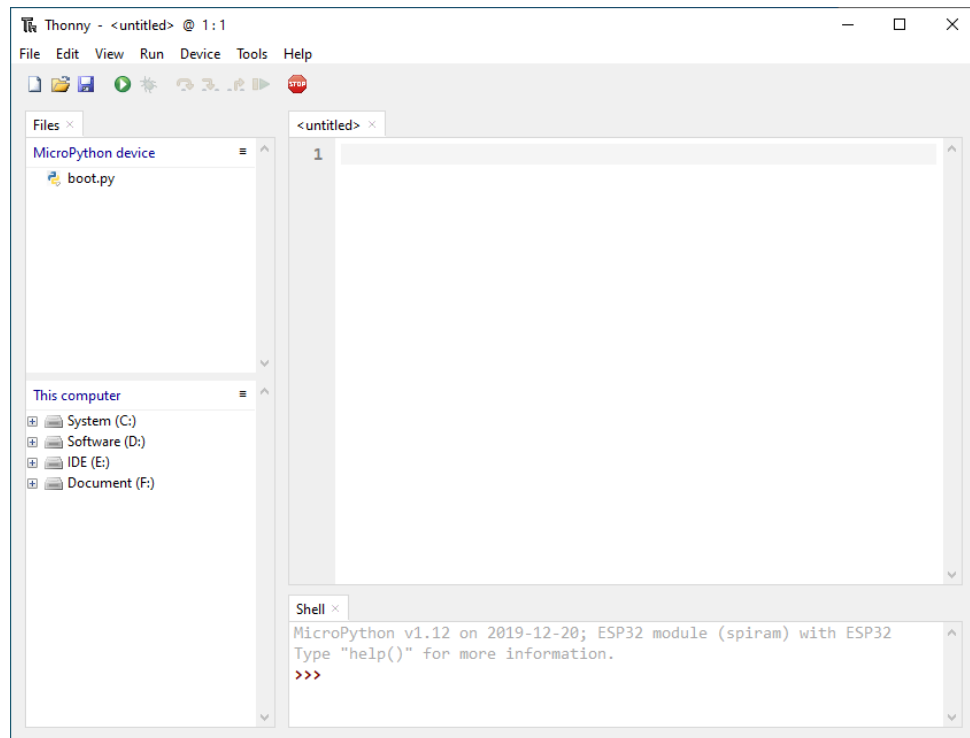 Thonny - <untitled> @ 1:1
File Edit View Run Device Tools Help
STOP
Files
MicroPython device
boot.py
This computer
System (C:)
Software (D:)
IDE (E:)
Document (F:)
<untitled>
1
Shell
MicroPython v1.12 on 2019-12-20; ESP32 module (spiram) with ESP32
Type "help()" for more information.
>>>